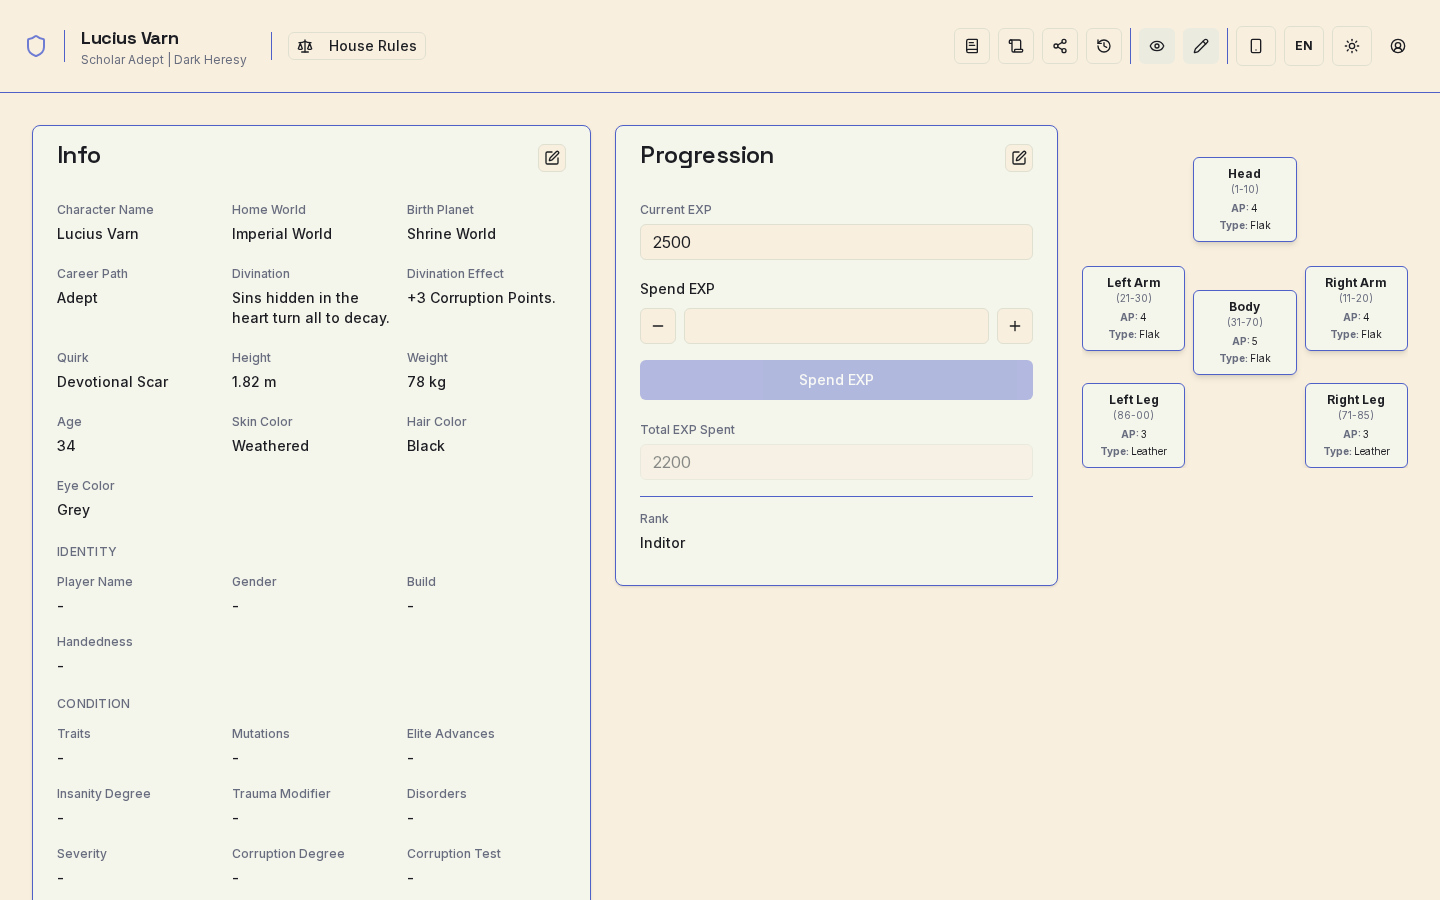 Lucius Varn
Scholar Adept | Dark Heresy
House Rules
EN
Info
Character Name
Lucius Varn
Home World
Imperial World
Birth Planet
Shrine World
Career Path
Adept
Divination
Sins hidden in the
heart turn all to decay.
Divination Effect
+3 Corruption Points.
Quirk
Devotional Scar
Height
1.82 m
Weight
78 kg
Age
34
Skin Color
Weathered
Hair Color
Black
Eye Color
Grey
IDENTITY
Player Name
-
Gender
-
Build
-
Handedness
-
CONDITION
Traits
-
Mutations
-
Elite Advances
-
Insanity Degree
-
Trauma Modifier
-
Disorders
-
Severity
-
Corruption Degree
-
Corruption Test
-
Progression
Current EXP
2500
Spend EXP
Spend EXP
Total EXP Spent
2200
Rank
Inditor
Head
(1-10)
AP: 4
Type: Flak
Left Arm
(21-30)
AP: 4
Type: Flak
Body
(31-70)
AP: 5
Type: Flak
Right Arm
(11-20)
AP: 4
Type: Flak
Left Leg
(86-00)
AP: 3
Type: Leather
Right Leg
(71-85)
AP: 3
Type: Leather